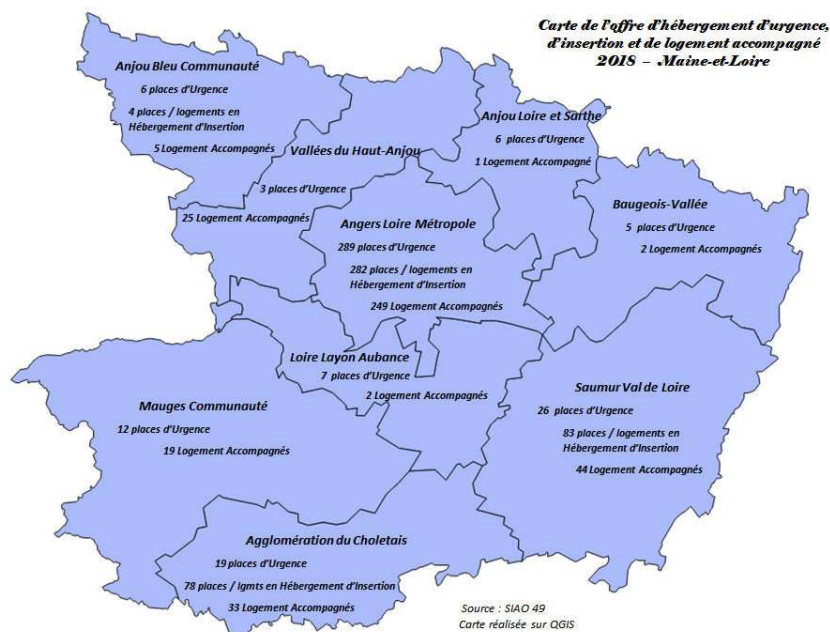 Carte de l'offre d'hébergement d'urgence,
d'insertion et de logement accompagné
2018 – Maine-et-Loire
Anjou Bleu Communauté
6 places d'Urgence
4 places / logements en
Hébergement d'Insertion
5 Logement Accompagnés
Anjou Loire et Sarthe
6 places d'Urgence
1 Logement Accompagné
Vallées du Haut-Anjou
3 places d'Urgence
25 Logement Accompagnés
Baugeois-Vallée
5 places d'Urgence
2 Logement Accompagnés
Angers Loire Métropole
289 places d'Urgence
282 places / logements en
Hébergement d'Insertion
249 Logement Accompagnés
Loire Layon Aubance
7 places d'Urgence
2 Logement Accompagnés
Saumur Val de Loire
26 places d'Urgence
83 places / logements en
Hébergement d'Insertion
44 Logement Accompagnés
Mauges Communauté
12 places d'Urgence
19 Logement Accompagnés
Agglomération du Choletais
19 places d'Urgence
78 places / lgmts en Hébergement d'Insertion
33 Logement Accompagnés
Source : SIAO 49
Carte réalisée sur QGIS